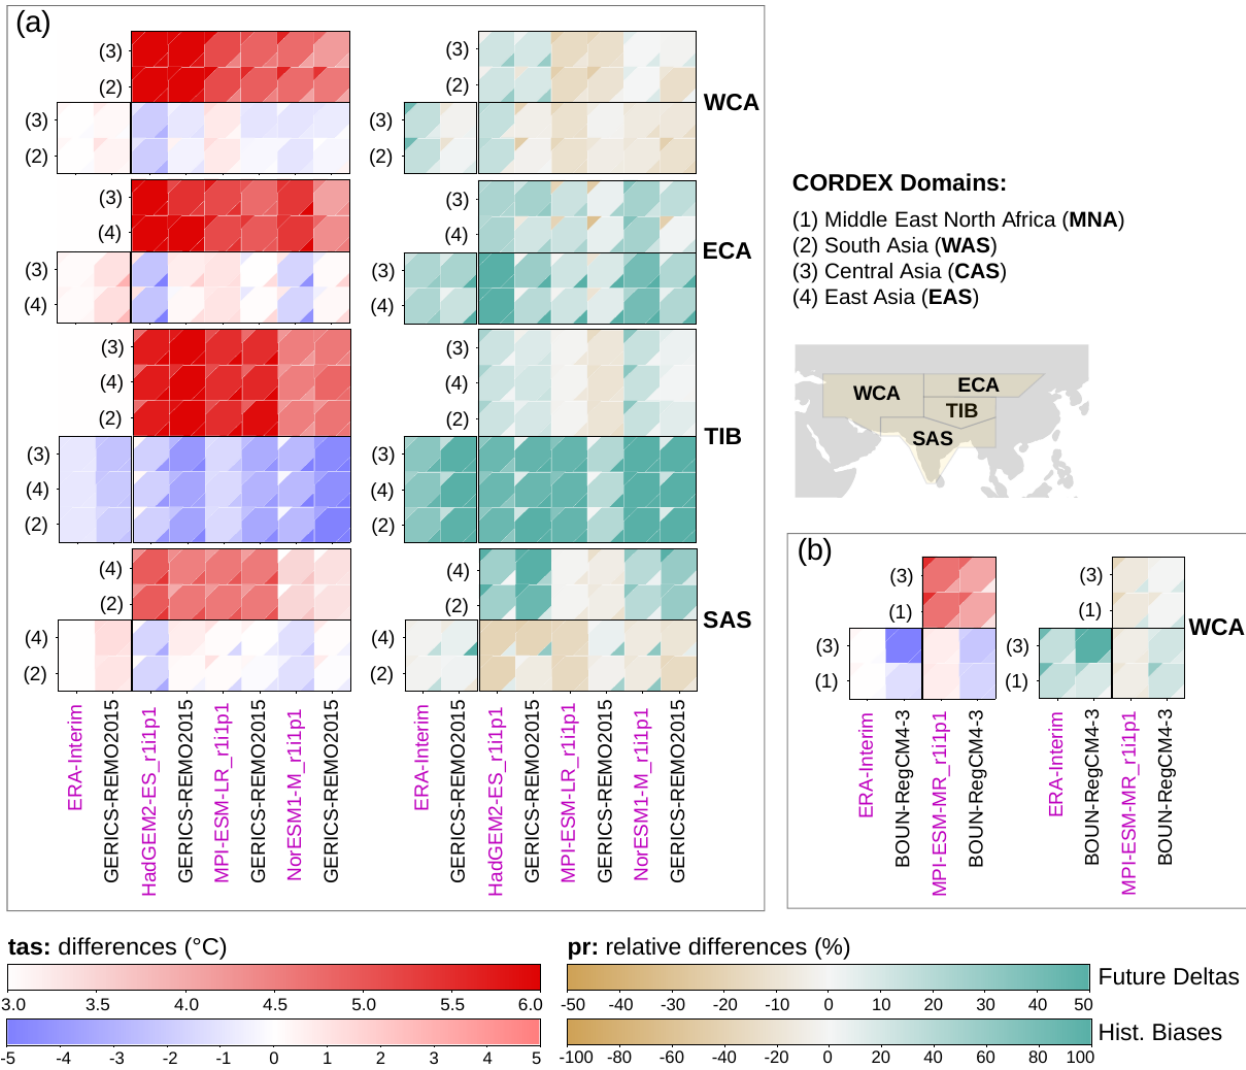 (a)
(3)
(2)
(3)
(2)
(3)
(2)
(3)
(2)
WCA
(3)
(4)
(3)
(4)
(3)
(4)
(3)
(4)
ECA
(3)
(4)
(2)
(3)
(4)
(2)
(3)
(4)
(2)
(3)
(4)
(2)
TIB
(4)
(2)
(4)
(2)
(4)
(2)
(4)
(2)
SAS
ERA-Interim
GERICS-REMO2015
HadGEM2-ES_r1i1p1
GERICS-REMO2015
MPI-ESM-LR_r1i1p1
GERICS-REMO2015
NorESM1-M_r1i1p1
GERICS-REMO2015
ERA-Interim
GERICS-REMO2015
HadGEM2-ES_r1i1p1
GERICS-REMO2015
MPI-ESM-LR_r1i1p1
GERICS-REMO2015
NorESM1-M_r1i1p1
GERICS-REMO2015
CORDEX Domains:
(1) Middle East North Africa (MNA)
(2) South Asia (WAS)
(3) Central Asia (CAS)
(4) East Asia (EAS)
WCA
ECA
TIB
SAS
(b)
(3)
(1)
(3)
(1)
(3)
(1)
(3)
(1)
WCA
ERA-Interim
BOUN-RegCM4-3
MPI-ESM-MR_r1i1p1
BOUN-RegCM4-3
ERA-Interim
BOUN-RegCM4-3
MPI-ESM-MR_r1i1p1
BOUN-RegCM4-3
tas: differences (°C)
3.0 3.5 4.0 4.5 5.0 5.5 6.0
-5 -4 -3 -2 -1 0 1 2 3 4 5
pr: relative differences (%)
Future Deltas
-50 -40 -30 -20 -10 0 10 20 30 40 50
Hist. Biases
-100 -80 -60 -40 -20 0 20 40 60 80 100